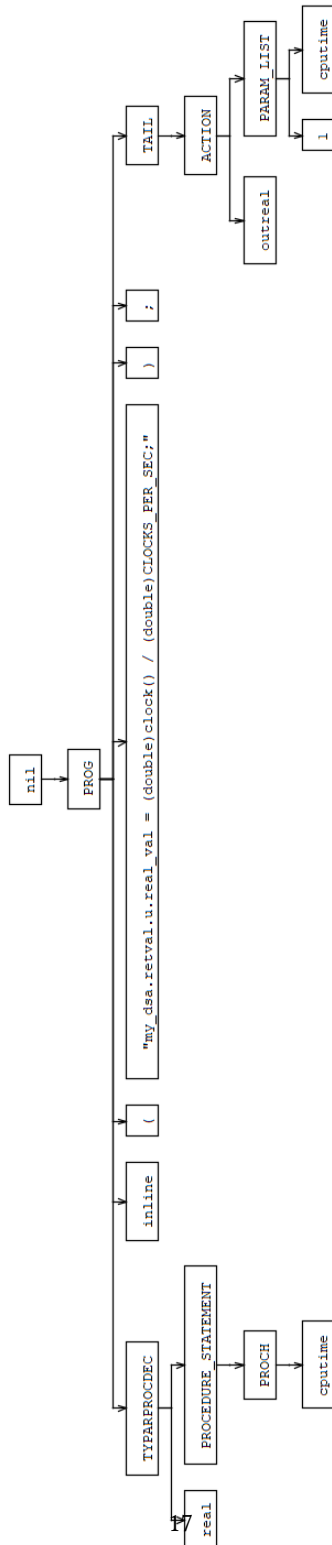 nil
PROG
TYPARPROCDEC
inline
(
"my_dsa.retval.u.real_val = (double)clock() / (double)CLOCKS_PER_SEC;"
)
;
TAIL
real
PROCEDURE_STATEMENT
ACTION
PROCH
outreal
PARAM_LIST
cputime
1
cputime
17